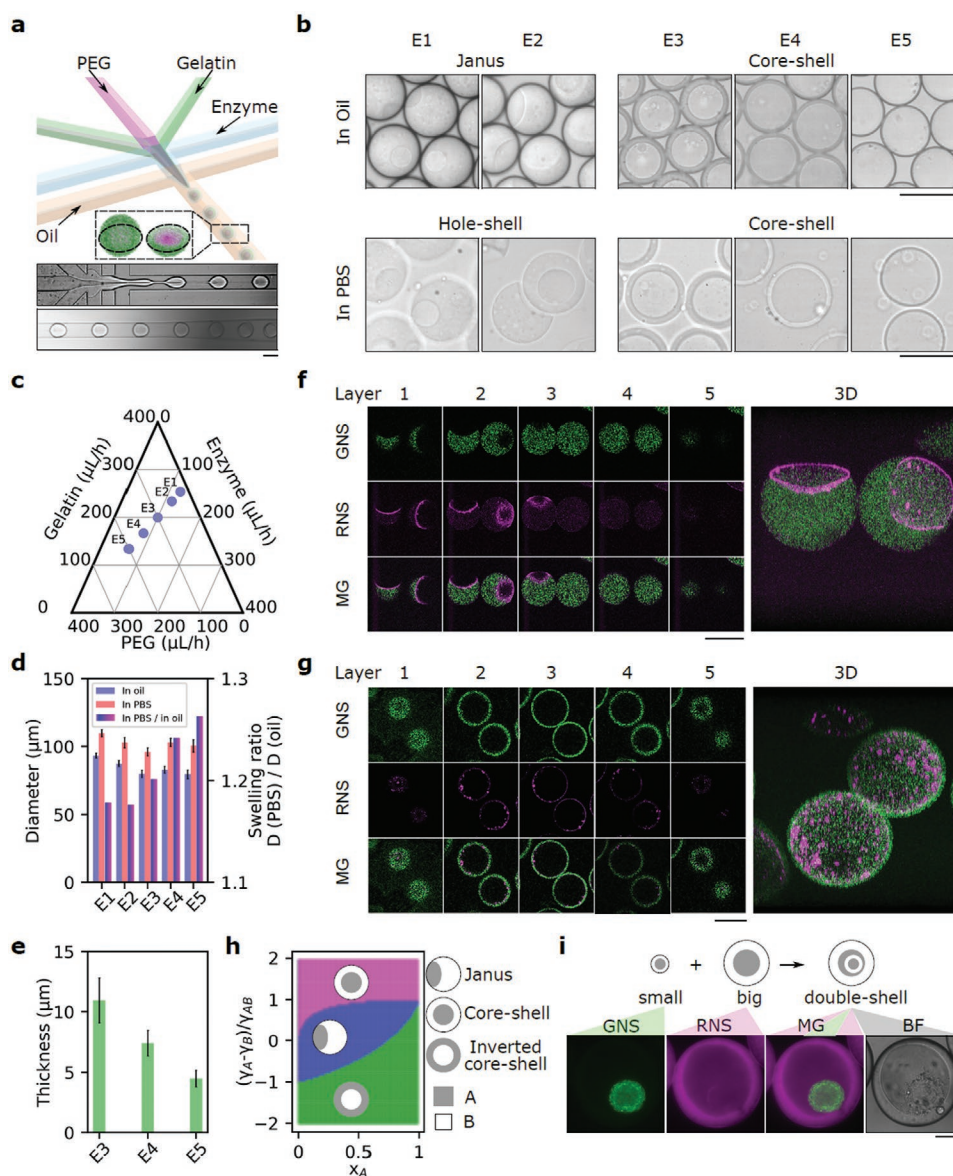 a
PEG
Gelatin
Enzyme
Oil
b
E1 E2 E3 E4 E5
Janus Core-shell
In Oil
Hole-shell Core-shell
In PBS
c
400 0
300 100
200 200
100 300
0 400
400 300 200 100 0
Gelatin (μL/h)
Enzyme (μL/h)
PEG (μL/h)
E1
E2
E3
E4
E5
d
150
100
50
0
Diameter (μm)
In oil
In PBS
In PBS / in oil
1.3
1.2
1.1
Swelling ratio
D (PBS) / D (oil)
E1 E2 E3 E4 E5
e
15
10
5
0
Thickness (μm)
E3 E4 E5
f
Layer 1 2 3 4 5 3D
GNS
RNS
MG
g
Layer 1 2 3 4 5 3D
GNS
RNS
MG
h
2
1
0
−1
−2
(γA-γB)/γAB
0 0.5 1
xA
Janus
Core-shell
Inverted
core-shell
A
B
i
+
small big double-shell
GNS RNS MG BF